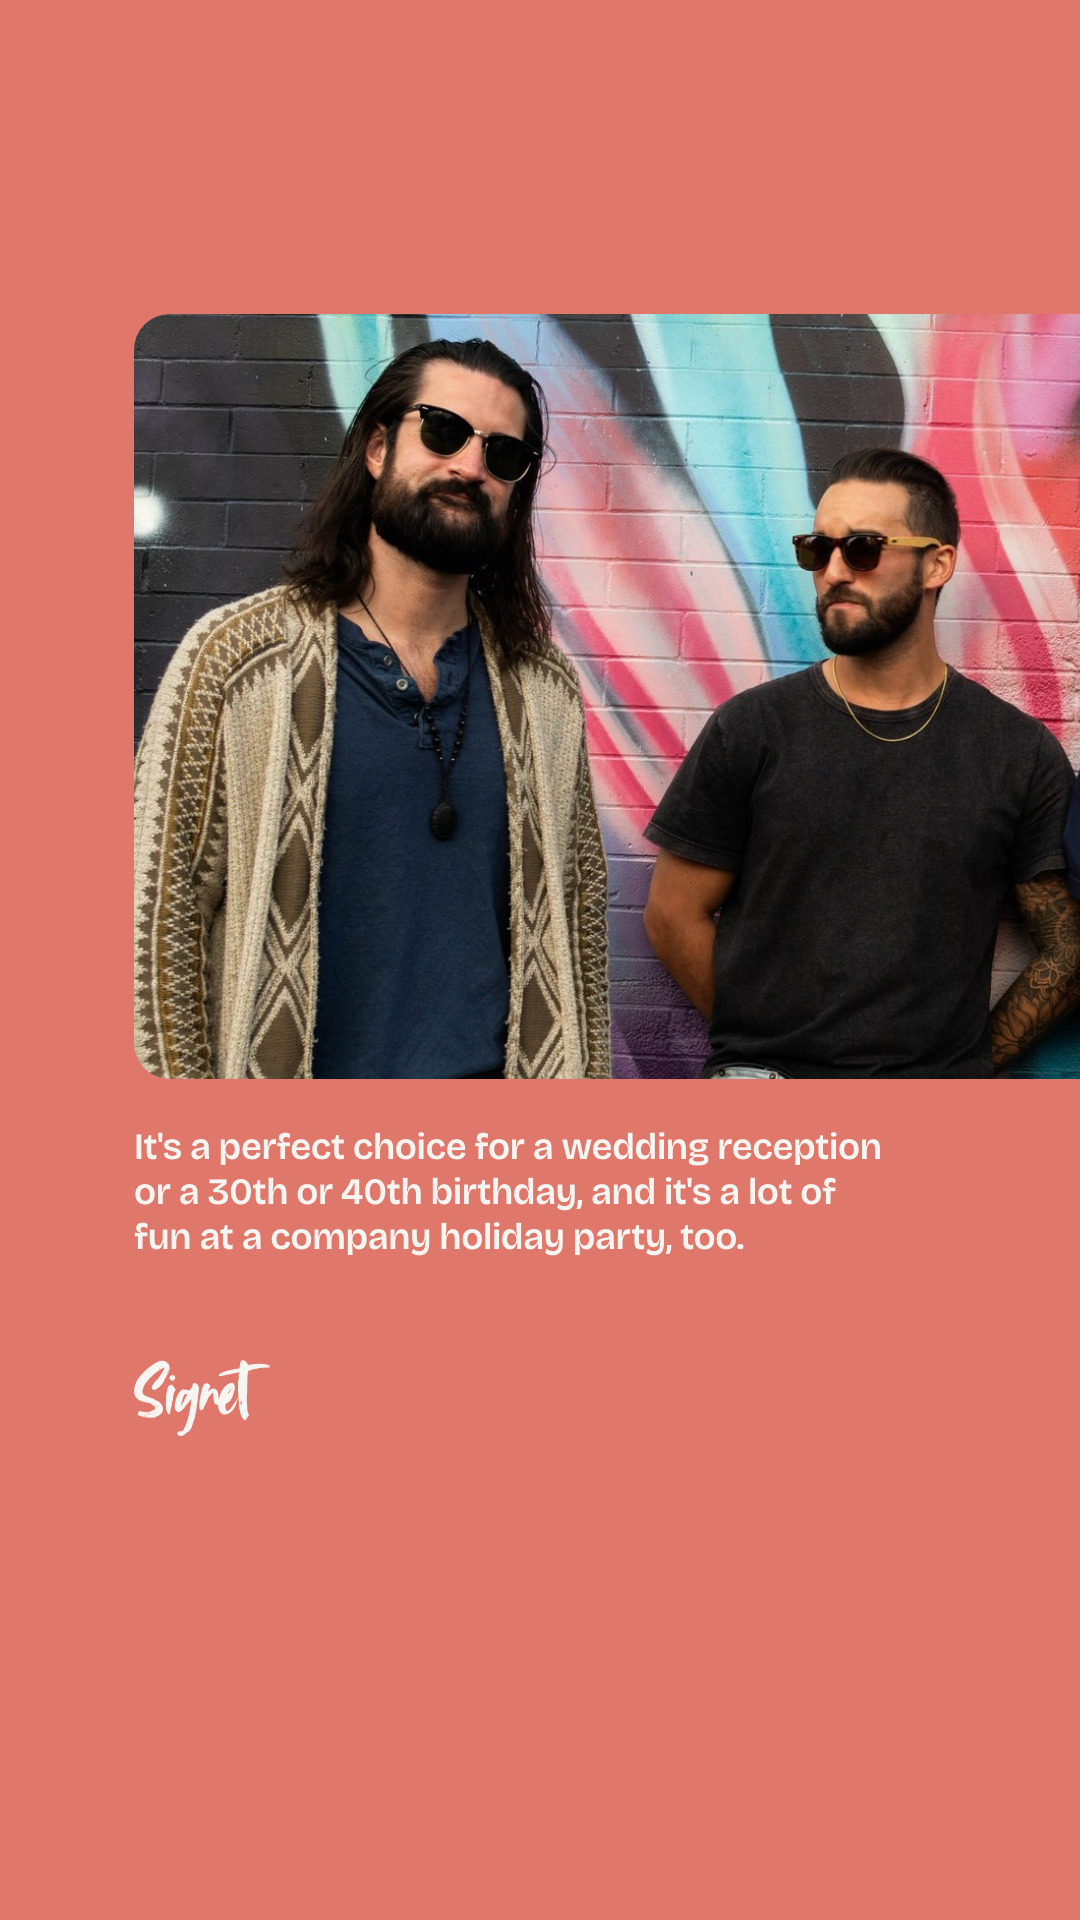 It's a perfect choice for a wedding reception
or a 30th or 40th birthday, and it's a lot of
fun at a company holiday party, too.
Signet